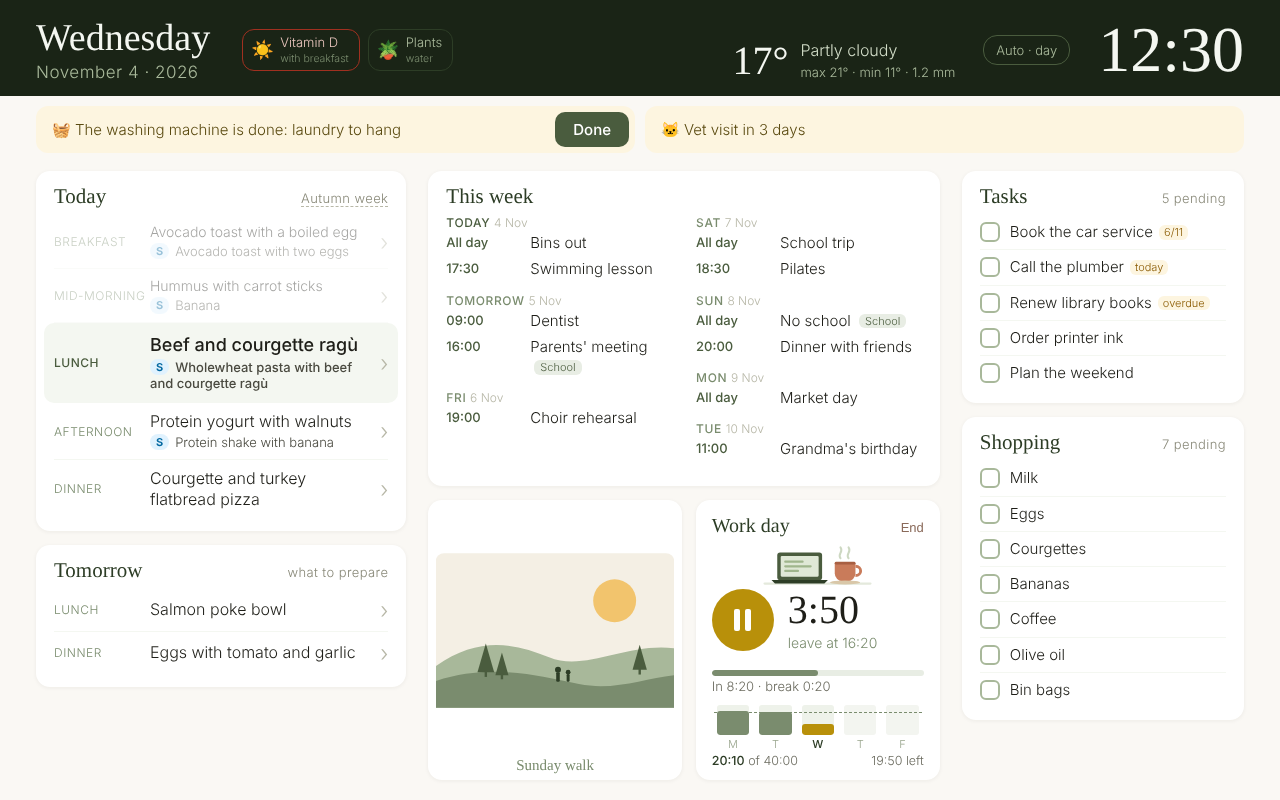 Wednesday
November 4 · 2026
Vitamin D
with breakfast
Plants
water
17°
Partly cloudy
max 21° · min 11° · 1.2 mm
Auto · day
12:30
The washing machine is done: laundry to hang
Done
Vet visit in 3 days
Today
Autumn week
BREAKFAST
Avocado toast with a boiled egg
S Avocado toast with two eggs
MID-MORNING
Hummus with carrot sticks
S Banana
LUNCH
Beef and courgette ragù
S Wholewheat pasta with beef
and courgette ragù
AFTERNOON
Protein yogurt with walnuts
S Protein shake with banana
DINNER
Courgette and turkey
flatbread pizza
Tomorrow
what to prepare
LUNCH
Salmon poke bowl
DINNER
Eggs with tomato and garlic
This week
TODAY 4 Nov
All day Bins out
17:30 Swimming lesson
TOMORROW 5 Nov
09:00 Dentist
16:00 Parents' meeting
School
FRI 6 Nov
19:00 Choir rehearsal
SAT 7 Nov
All day School trip
18:30 Pilates
SUN 8 Nov
All day No school School
20:00 Dinner with friends
MON 9 Nov
All day Market day
TUE 10 Nov
11:00 Grandma's birthday
Sunday walk
Work day
End
3:50
leave at 16:20
In 8:20 · break 0:20
M T W T F
20:10 of 40:00
19:50 left
Tasks
5 pending
Book the car service 6/11
Call the plumber today
Renew library books overdue
Order printer ink
Plan the weekend
Shopping
7 pending
Milk
Eggs
Courgettes
Bananas
Coffee
Olive oil
Bin bags